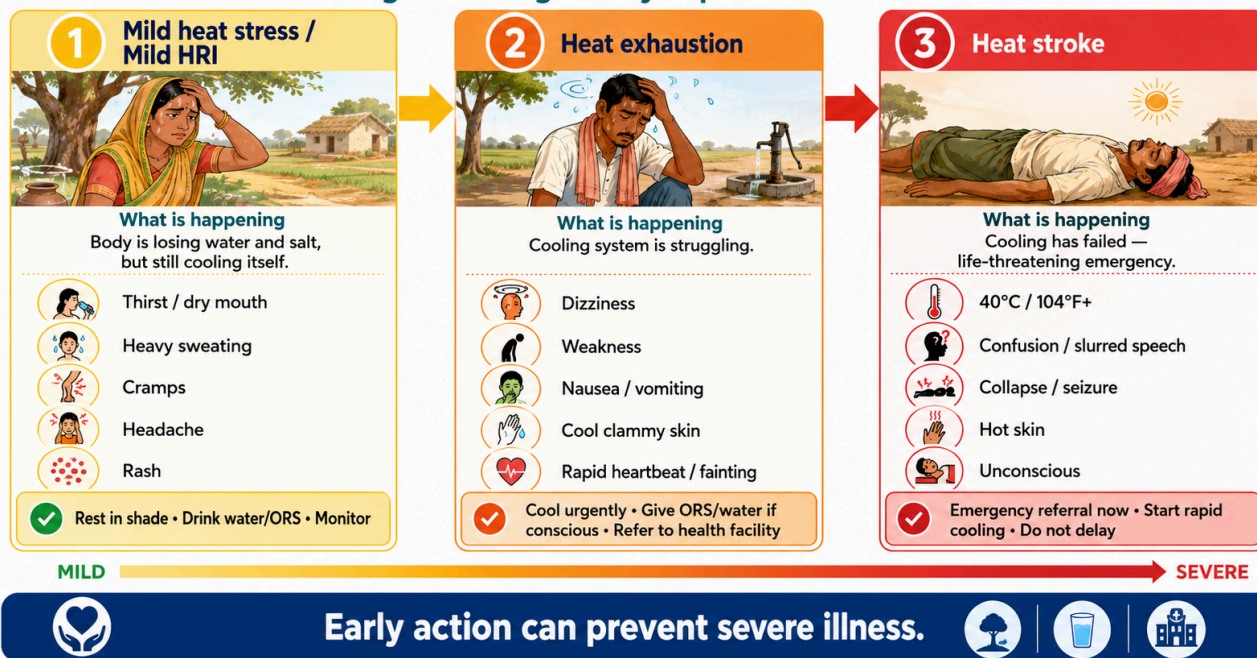 1
Mild heat stress /
Mild HRI
What is happening
Body is losing water and salt,
but still cooling itself.
Thirst / dry mouth
Heavy sweating
Cramps
Headache
Rash
Rest in shade • Drink water/ORS • Monitor
2
Heat exhaustion
What is happening
Cooling system is struggling.
Dizziness
Weakness
Nausea / vomiting
Cool clammy skin
Rapid heartbeat / fainting
Cool urgently • Give ORS/water if
conscious • Refer to health facility
3
Heat stroke
What is happening
Cooling has failed —
life-threatening emergency.
40°C / 104°F+
Confusion / slurred speech
Collapse / seizure
Hot skin
Unconscious
Emergency referral now • Start rapid
cooling • Do not delay
MILD
SEVERE
Early action can prevent severe illness.